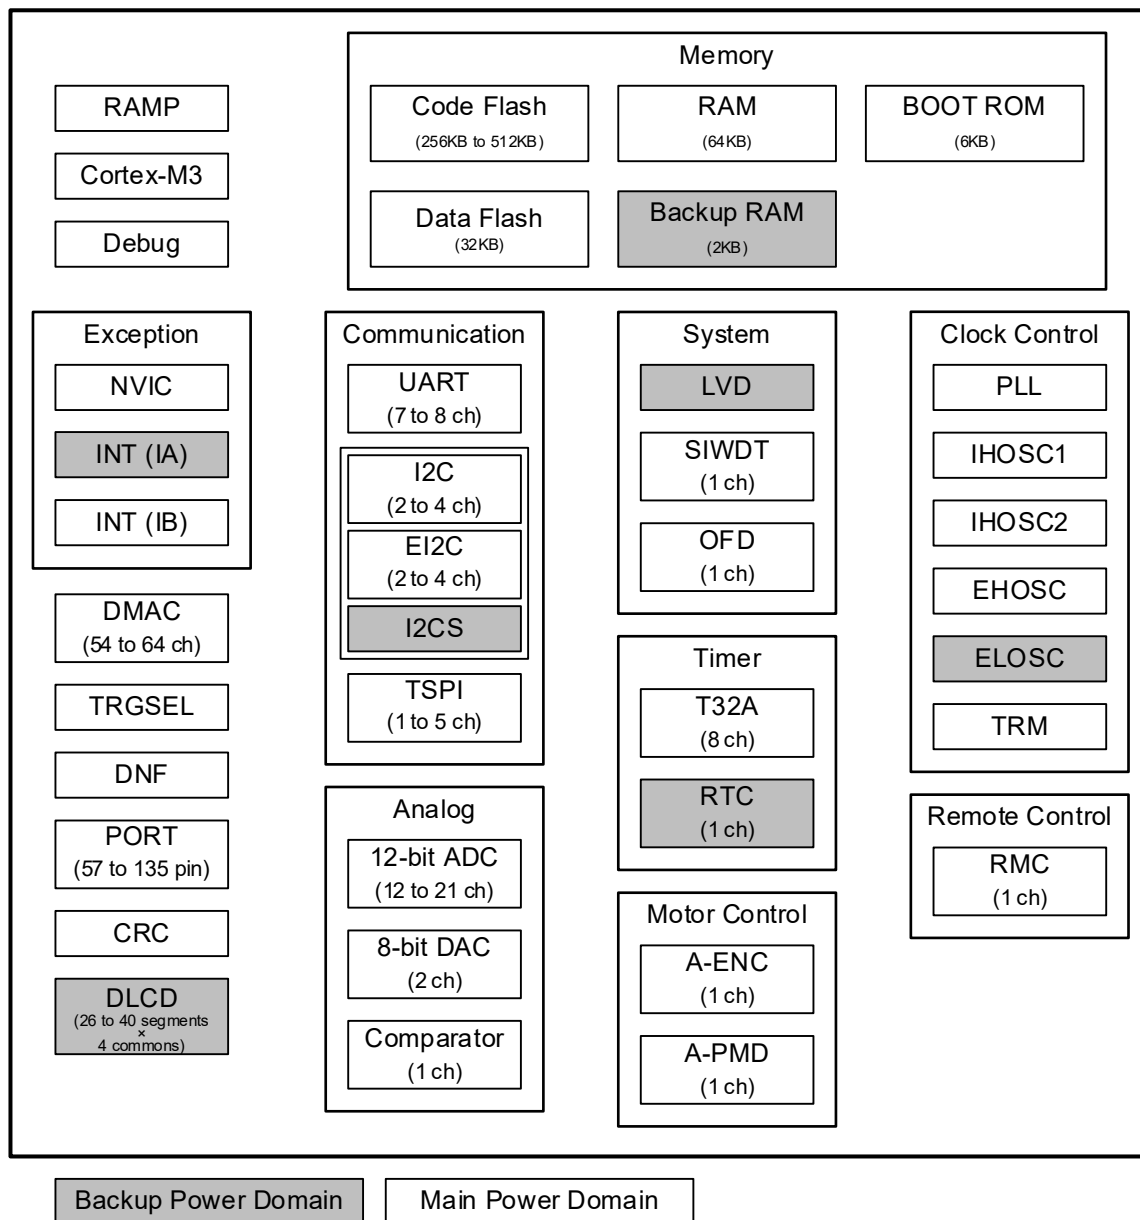 RAMP
Cortex-M3
Debug
Memory
Code Flash
(256KB to 512KB)
RAM
(64KB)
BOOT ROM
(6KB)
Data Flash
(32KB)
Backup RAM
(2KB)
Exception
NVIC
INT (IA)
INT (IB)
DMAC
(54 to 64 ch)
TRGSEL
DNF
PORT
(57 to 135 pin)
CRC
DLCD
(26 to 40 segments
×
4 commons)
Communication
UART
(7 to 8 ch)
I2C
(2 to 4 ch)
EI2C
(2 to 4 ch)
I2CS
TSPI
(1 to 5 ch)
Analog
12-bit ADC
(12 to 21 ch)
8-bit DAC
(2 ch)
Comparator
(1 ch)
System
LVD
SIWDT
(1 ch)
OFD
(1 ch)
Timer
T32A
(8 ch)
RTC
(1 ch)
Motor Control
A-ENC
(1 ch)
A-PMD
(1 ch)
Clock Control
PLL
IHOSC1
IHOSC2
EHOSC
ELOSC
TRM
Remote Control
RMC
(1 ch)
Backup Power Domain
Main Power Domain